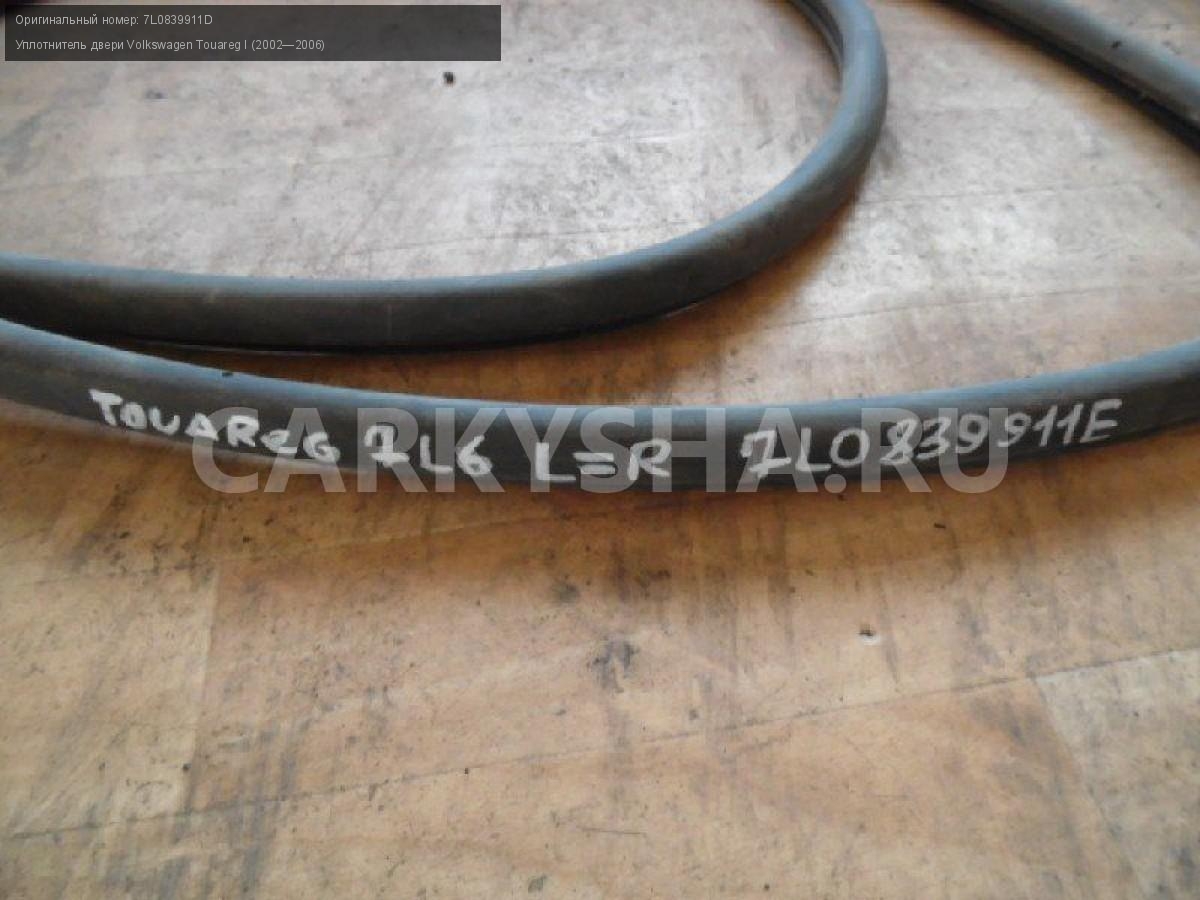 Оригинальный номер: 7L0839911D
Уплотнитель двери Volkswagen Touareg I (2002—2006)
TOUAREG 7L6 L=R 7L0839911E
CARKYSHA.RU